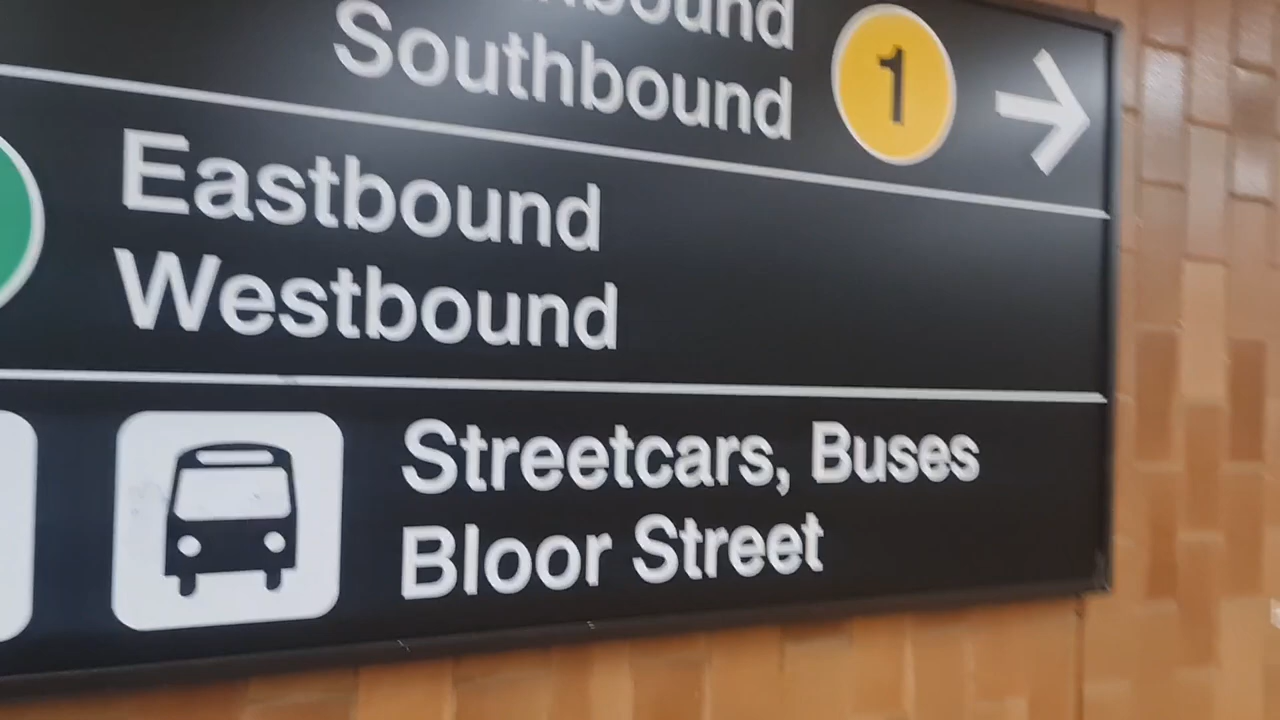 Southbound
1
Eastbound
Westbound
Streetcars, Buses
Bloor Street